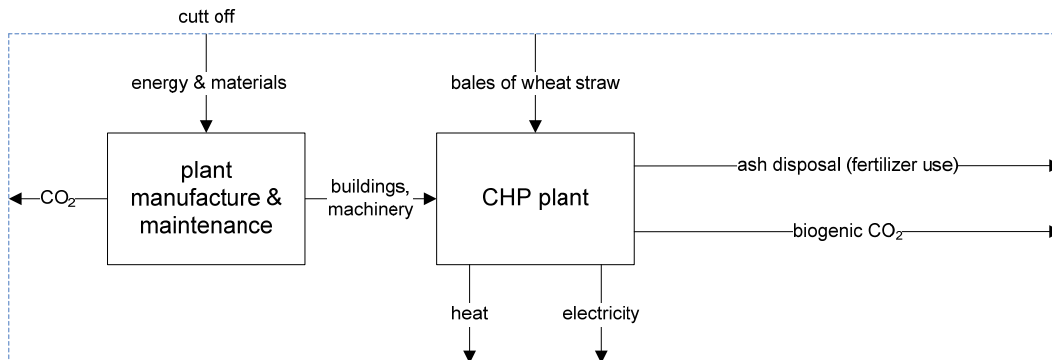 cutt off
energy & materials
bales of wheat straw
plant
manufacture &
maintenance
CO₂
buildings,
machinery
CHP plant
ash disposal (fertilizer use)
biogenic CO₂
heat
electricity